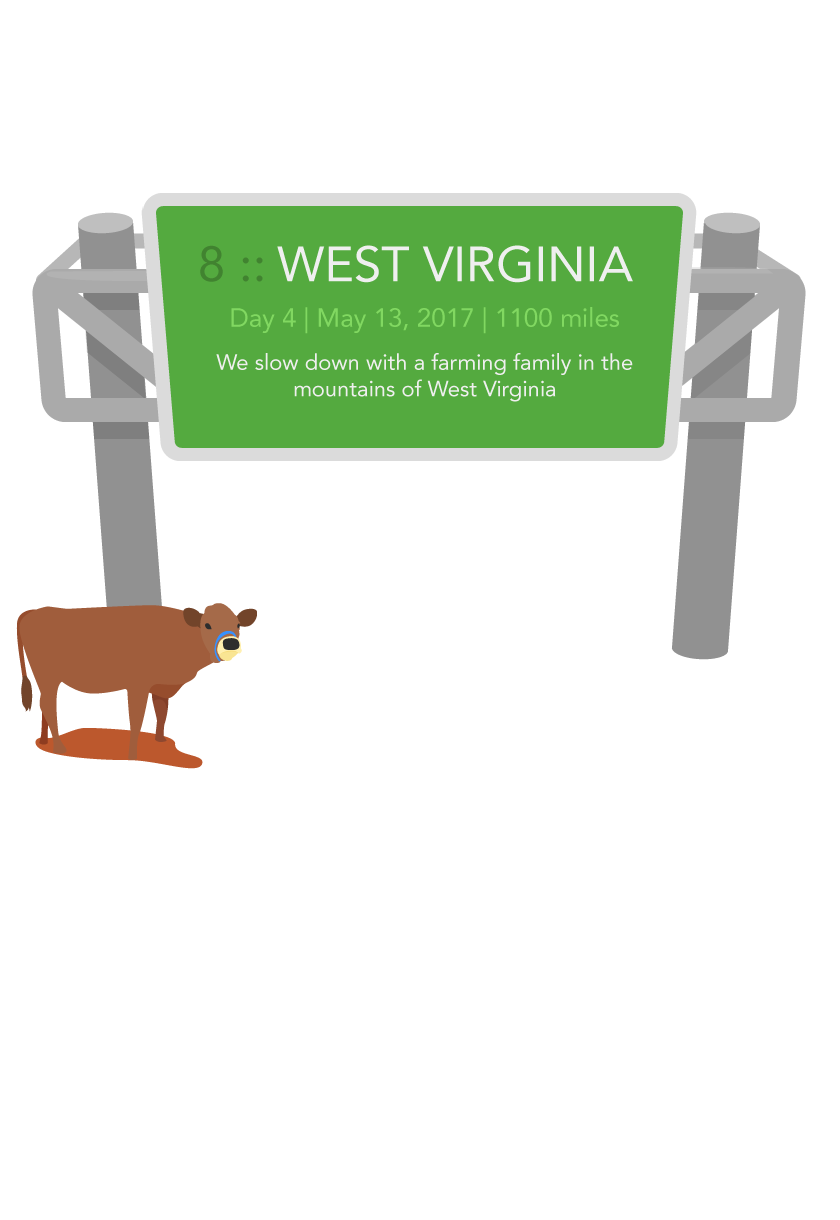 8 :: WEST VIRGINIA
Day 4 | May 13, 2017 | 1100 miles
We slow down with a farming family in the
mountains of West Virginia